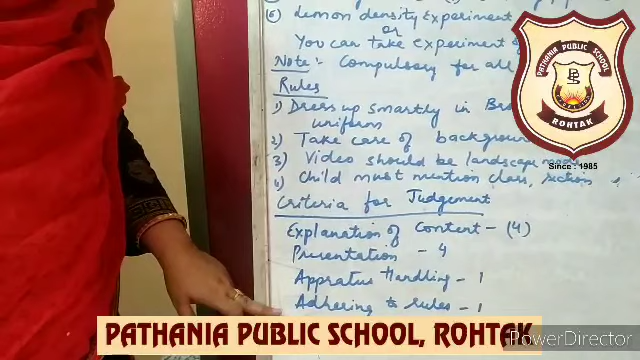 6) Lemon density Experiment
or
You can take experiment
Note :- Compulsory for all
Rules
1) Dress up smartly in
uniform
2) Take care of background
3) Video should be landscape mode
4) Child must mention class, section
Criteria for Judgement
Explanation of Content - (4)
Presentation - 4
Appratus Handling - 1
Adhering to rules - 1
PATHANIA PUBLIC SCHOOL
ROHTAK
Since : 1985
PATHANIA PUBLIC SCHOOL, ROHTAK
PowerDirector